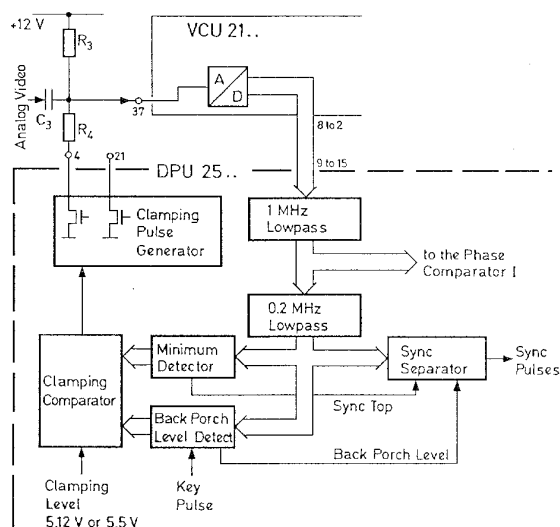 +12 V
R3
VCU 21..
Analog Video
C3
A
D
37
R4
8 to 2
4
21
DPU 25..
9 to 15
Clamping
Pulse
Generator
1 MHz
Lowpass
to the Phase
Comparator I
0.2 MHz
Lowpass
Clamping
Comparator
Minimum
Detector
Sync
Separator
Sync
Pulses
Sync Top
Back Porch
Level Detect
Back Porch Level
Clamping
Level
5.12 V or 5.5 V
Key
Pulse